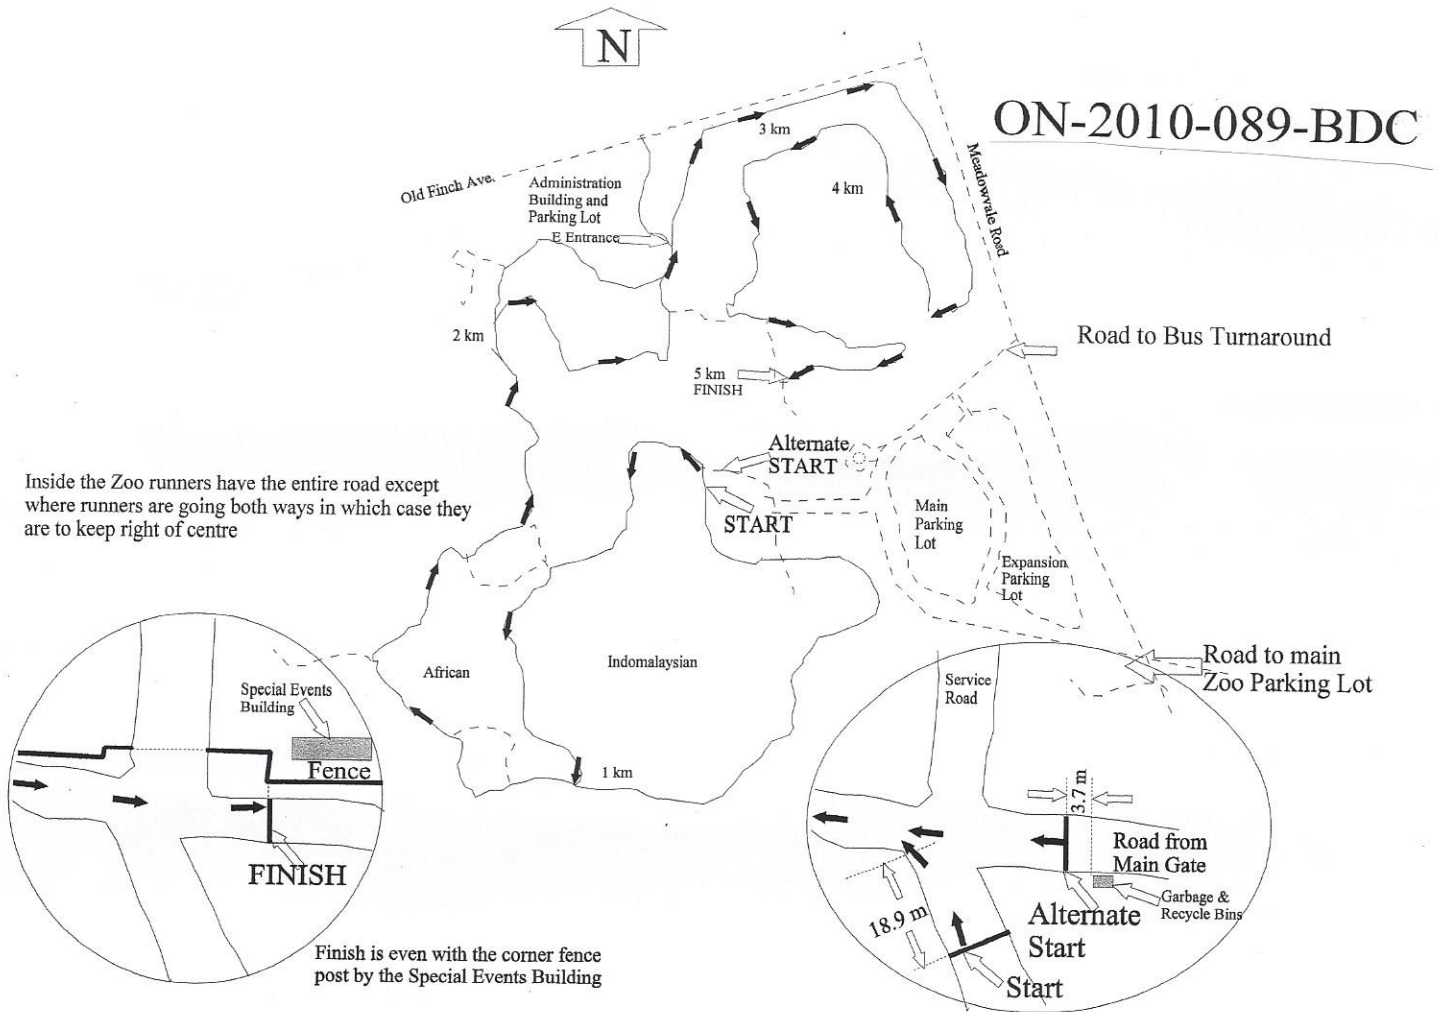 N
ON-2010-089-BDC
3 km
Old Finch Ave.
Meadowvale Road
Administration
Building and
Parking Lot
E Entrance
4 km
2 km
Road to Bus Turnaround
5 km
FINISH
Alternate
START
START
Inside the Zoo runners have the entire road except
where runners are going both ways in which case they
are to keep right of centre
Main
Parking
Lot
Expansion
Parking
Lot
African
Indomalaysian
1 km
Road to main
Zoo Parking Lot
Special Events
Building
Fence
FINISH
Finish is even with the corner fence
post by the Special Events Building
Service
Road
3.7 m
Road from
Main Gate
Garbage &
Recycle Bins
18.9 m
Alternate
Start
Start